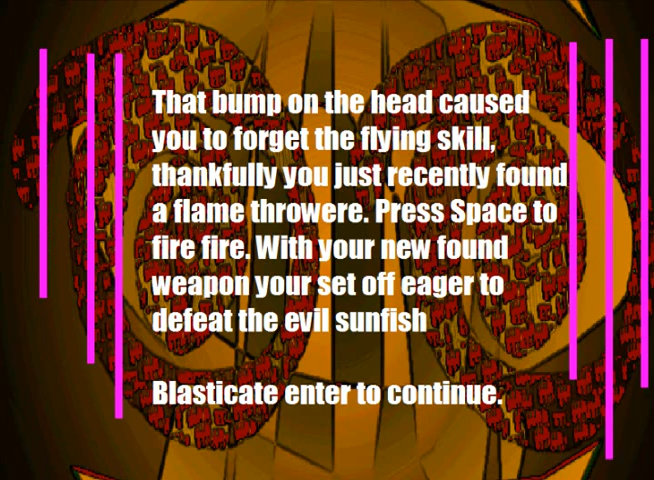 That bump on the head caused
you to forget the flying skill,
thankfully you just recently found
a flame throwere. Press Space to
fire fire. With your new found
weapon your set off eager to
defeat the evil sunfish
Blasticate enter to continue.